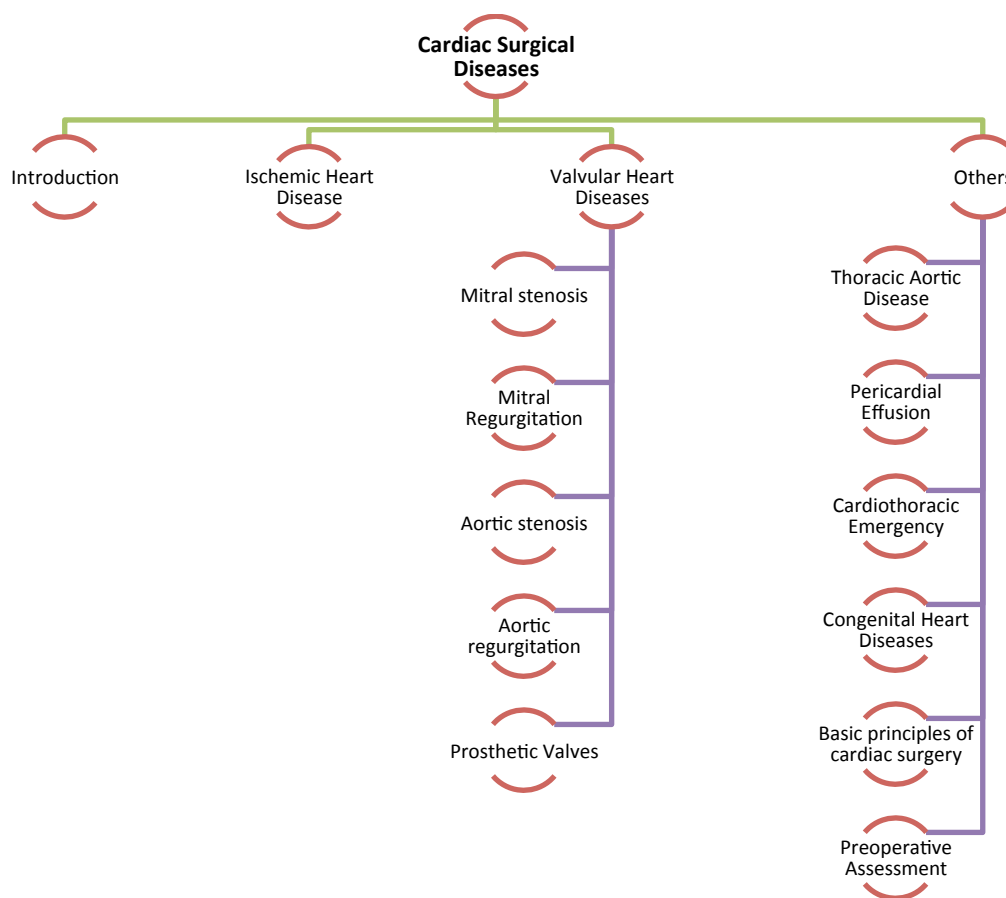 Cardiac Surgical
Diseases
Introduction
Ischemic Heart
Disease
Valvular Heart
Diseases
Others
Mitral stenosis
Mitral
Regurgitation
Aortic stenosis
Aortic
regurgitation
Prosthetic Valves
Thoracic Aortic
Disease
Pericardial
Effusion
Cardiothoracic
Emergency
Congenital Heart
Diseases
Basic principles of
cardiac surgery
Preoperative
Assessment